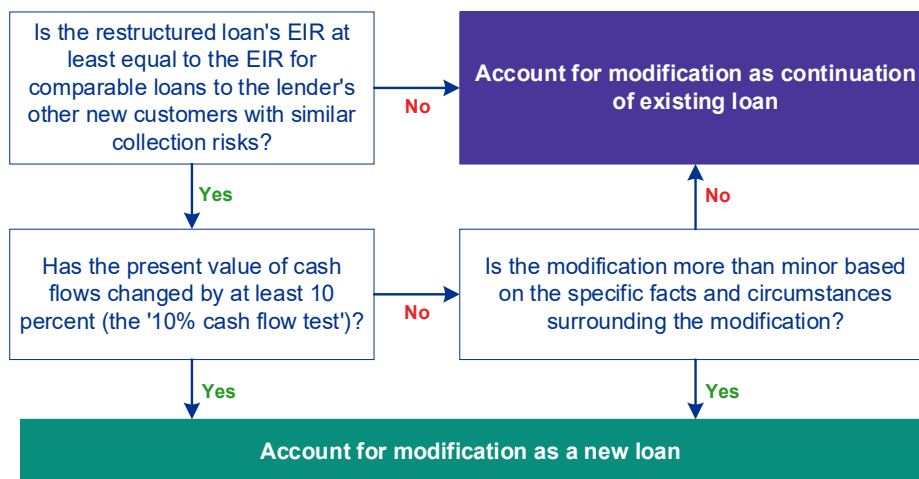 Is the restructured loan's EIR at
least equal to the EIR for
comparable loans to the lender's
other new customers with similar
collection risks?
No
Account for modification as continuation
of existing loan
Yes
No
Has the present value of cash
flows changed by at least 10
percent (the '10% cash flow test')?
No
Is the modification more than minor based
on the specific facts and circumstances
surrounding the modification?
Yes
Yes
Account for modification as a new loan